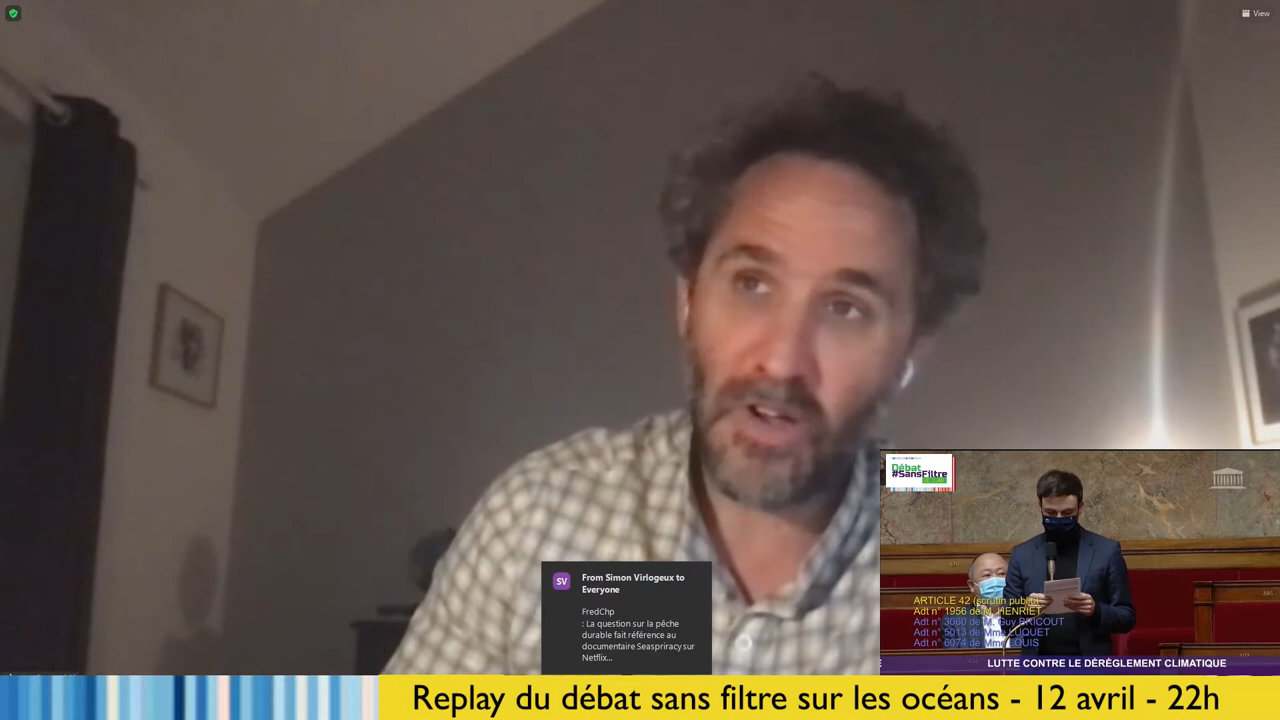 View
From Simon Virlogeux to
Everyone
SV
FredChp
: La question sur la pêche
durable fait référence au
documentaire Seaspriracy sur
Netflix...
Débat
#SansFiltre
ARTICLE 42 (scrutin public)
Adt n° 1956 de M. HENRIET
Adt n° 3060 de M. Guy BRICOUT
Adt n° 5013 de Mme LUQUET
Adt n° 6074 de Mme LOUIS
LUTTE CONTRE LE DÉRÈGLEMENT CLIMATIQUE
Replay du débat sans filtre sur les océans - 12 avril - 22h